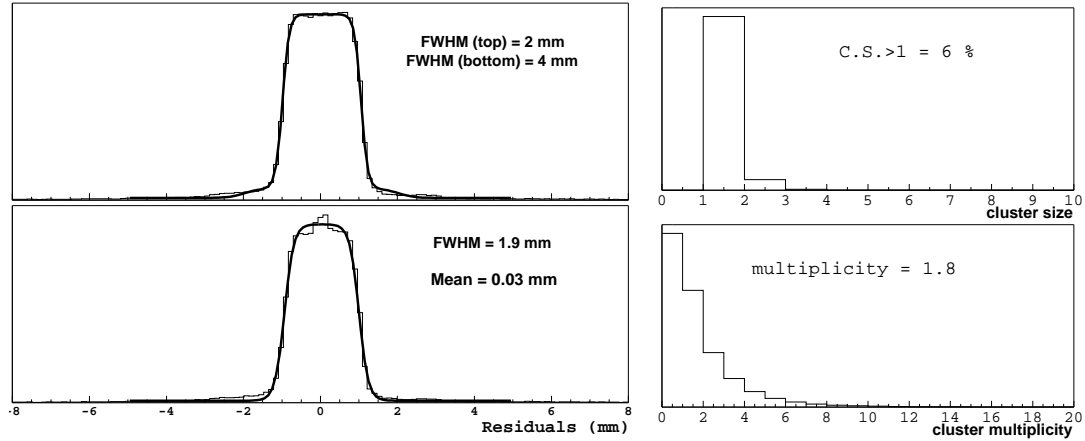 FWHM (top) = 2 mm
FWHM (bottom) = 4 mm
FWHM = 1.9 mm
Mean = 0.03 mm
-8 -6 -4 -2 0 2 4 6 8
Residuals (mm)
C.S.>1 = 6 %
0 1 2 3 4 5 6 7 8 9 10
cluster size
multiplicity = 1.8
0 2 4 6 8 10 12 14 16 18 20
cluster multiplicity